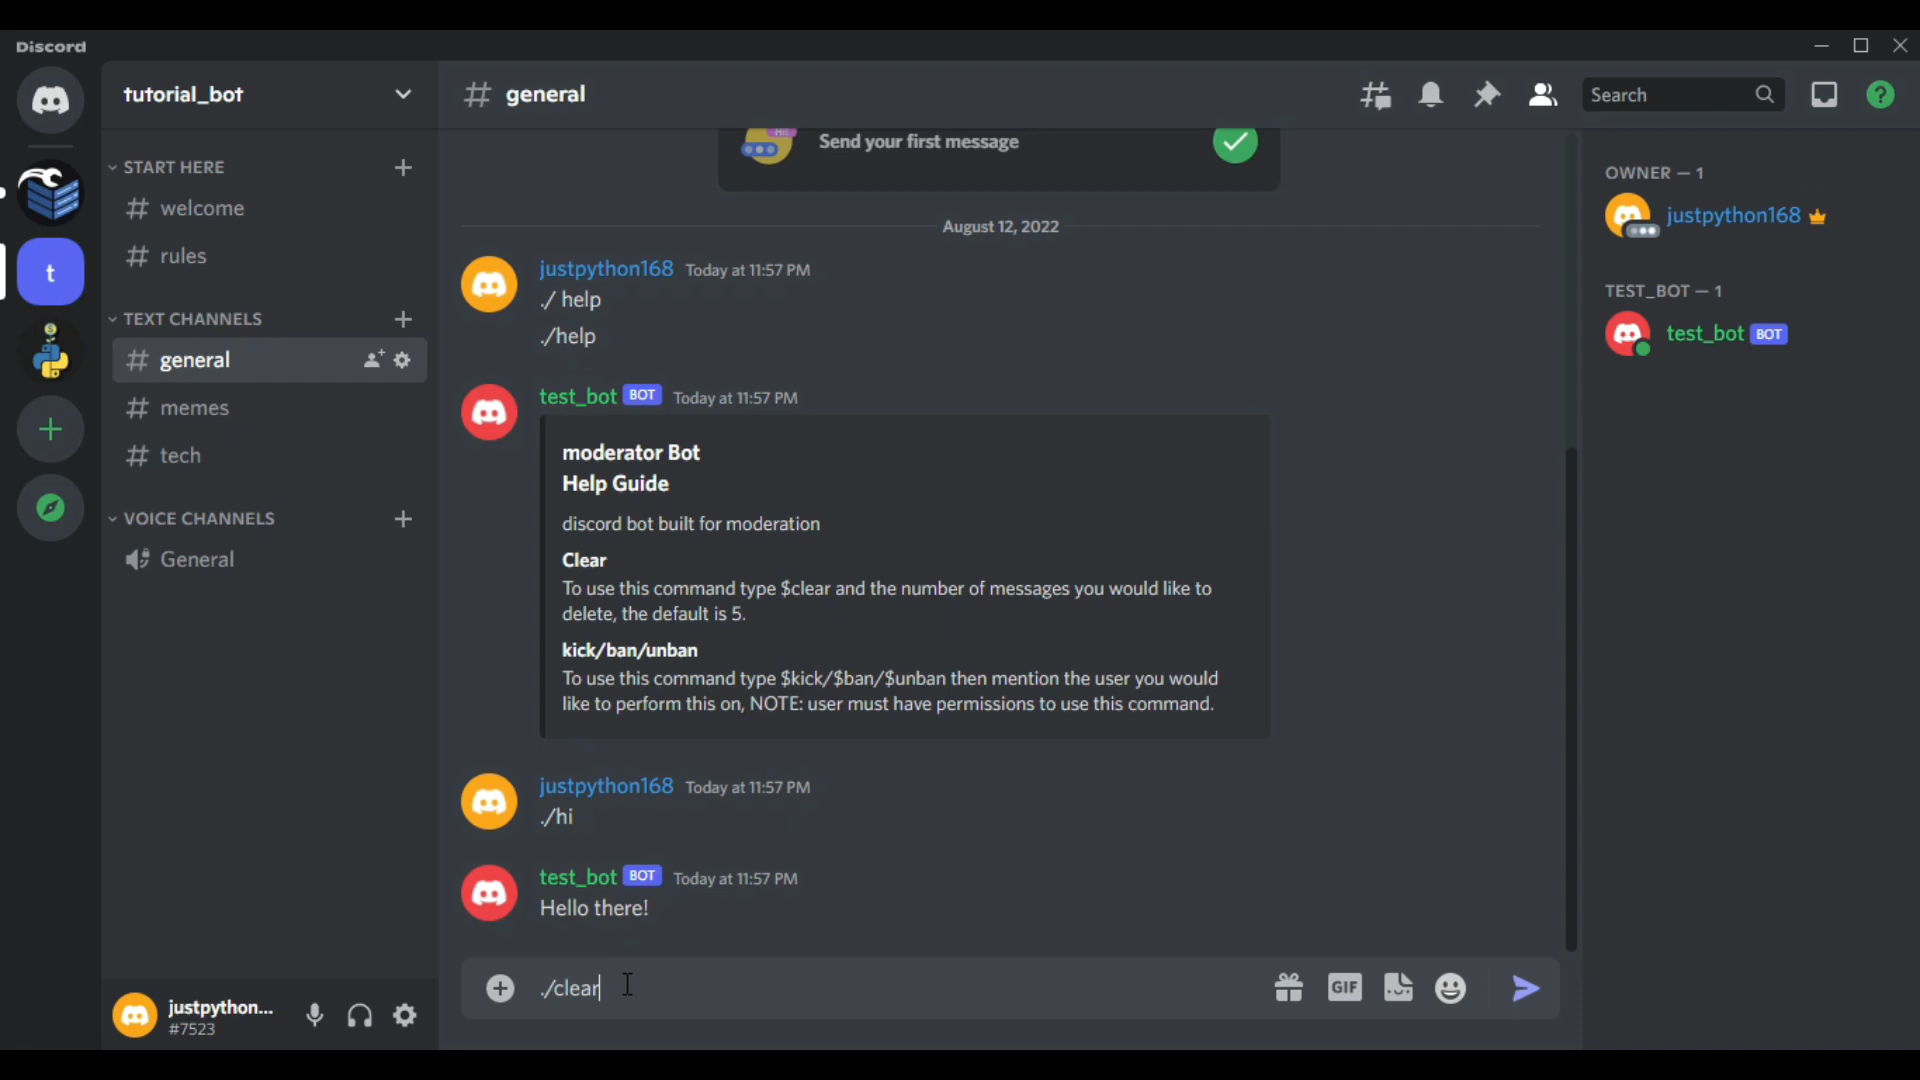 Discord
tutorial_bot
START HERE
welcome
rules
TEXT CHANNELS
general
memes
tech
VOICE CHANNELS
General
justpython...
#7523
general
Search
Hi
Send your first message
August 12, 2022
justpython168 Today at 11:57 PM
./ help
./help
test_bot BOT Today at 11:57 PM
moderator Bot
Help Guide
discord bot built for moderation
Clear
To use this command type $clear and the number of messages you would like to
delete, the default is 5.
kick/ban/unban
To use this command type $kick/$ban/$unban then mention the user you would
like to perform this on, NOTE: user must have permissions to use this command.
justpython168 Today at 11:57 PM
./hi
test_bot BOT Today at 11:57 PM
Hello there!
./clear
GIF
OWNER — 1
justpython168
TEST_BOT — 1
test_bot BOT
t